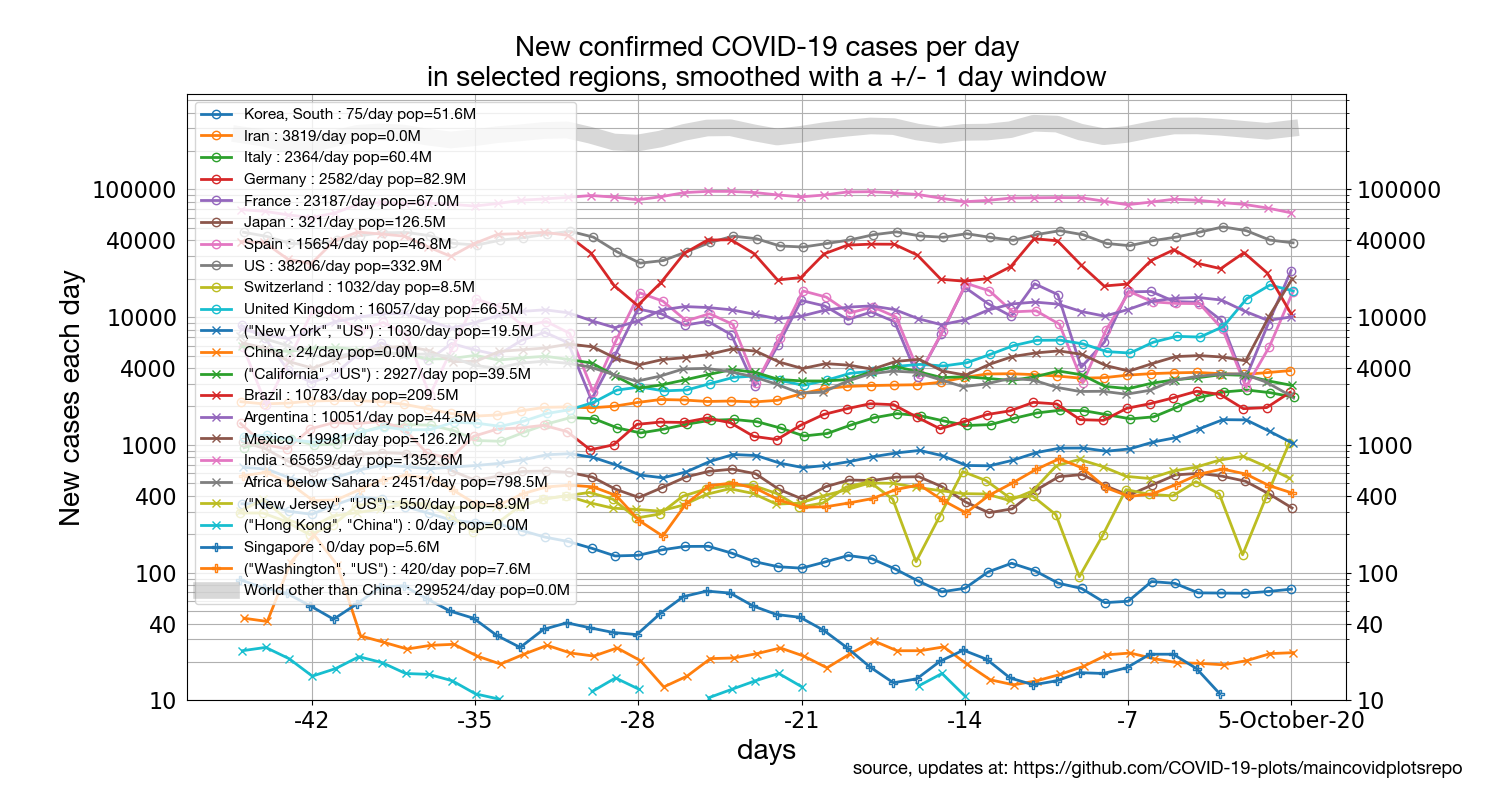 New confirmed COVID-19 cases per day
in selected regions, smoothed with a +/- 1 day window
New cases each day
100000
40000
10000
4000
1000
400
100
40
10
Korea, South : 75/day pop=51.6M
Iran : 3819/day pop=0.0M
Italy : 2364/day pop=60.4M
Germany : 2582/day pop=82.9M
France : 23187/day pop=67.0M
Japan : 321/day pop=126.5M
Spain : 15654/day pop=46.8M
US : 38206/day pop=332.9M
Switzerland : 1032/day pop=8.5M
United Kingdom : 16057/day pop=66.5M
("New York", "US") : 1030/day pop=19.5M
China : 24/day pop=0.0M
("California", "US") : 2927/day pop=39.5M
Brazil : 10783/day pop=209.5M
Argentina : 10051/day pop=44.5M
Mexico : 19981/day pop=126.2M
India : 65659/day pop=1352.6M
Africa below Sahara : 2451/day pop=798.5M
("New Jersey", "US") : 550/day pop=8.9M
("Hong Kong", "China") : 0/day pop=0.0M
Singapore : 0/day pop=5.6M
("Washington", "US") : 420/day pop=7.6M
World other than China : 299524/day pop=0.0M
100000
40000
10000
4000
1000
400
100
40
10
-42 -35 -28 -21 -14 -7 5-October-20
days
source, updates at: https://github.com/COVID-19-plots/maincovidplotsrepo